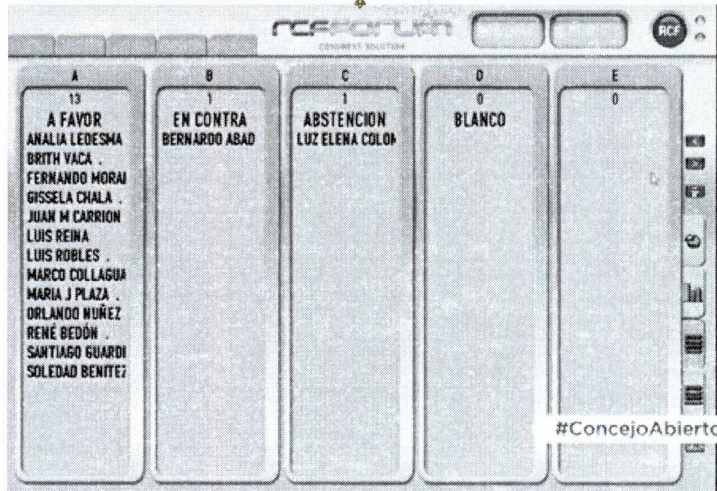 RCFFORUM
CONGRESS SOLUTION
RCF
A
13
A FAVOR
ANALIA LEDESMA
BRITH VACA .
FERNANDO MORAI
GISSELA CHALA .
JUAN M CARRION
LUIS REINA
LUIS ROBLES .
MARCO COLLAGUA
MARIA J PLAZA .
ORLANDO NUÑEZ
RENÉ BEDÓN .
SANTIAGO GUARDI
SOLEDAD BENITEZ
B
1
EN CONTRA
BERNARDO ABAD
C
1
ABSTENCION
LUZ ELENA COLOM
D
0
BLANCO
E
0
#ConcejoAbierto